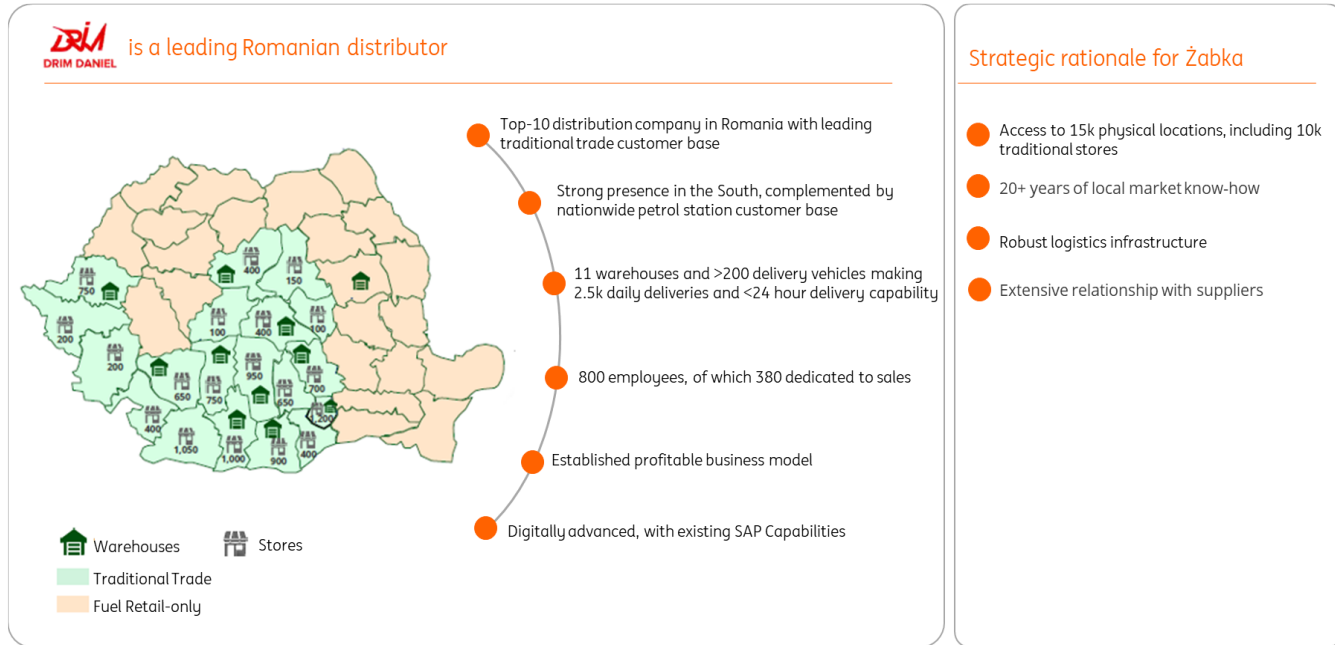 DRIM
DRIM DANIEL
is a leading Romanian distributor
Top-10 distribution company in Romania with leading
traditional trade customer base
Strong presence in the South, complemented by
nationwide petrol station customer base
11 warehouses and >200 delivery vehicles making
2.5k daily deliveries and <24 hour delivery capability
800 employees, of which 380 dedicated to sales
Established profitable business model
Digitally advanced, with existing SAP Capabilities
400
150
750
200
100
400
100
200
950
650
750
650
700
400
1,200
1,050
1,000
900
400
Warehouses
Stores
Traditional Trade
Fuel Retail-only
Strategic rationale for Żabka
Access to 15k physical locations, including 10k
traditional stores
20+ years of local market know-how
Robust logistics infrastructure
Extensive relationship with suppliers